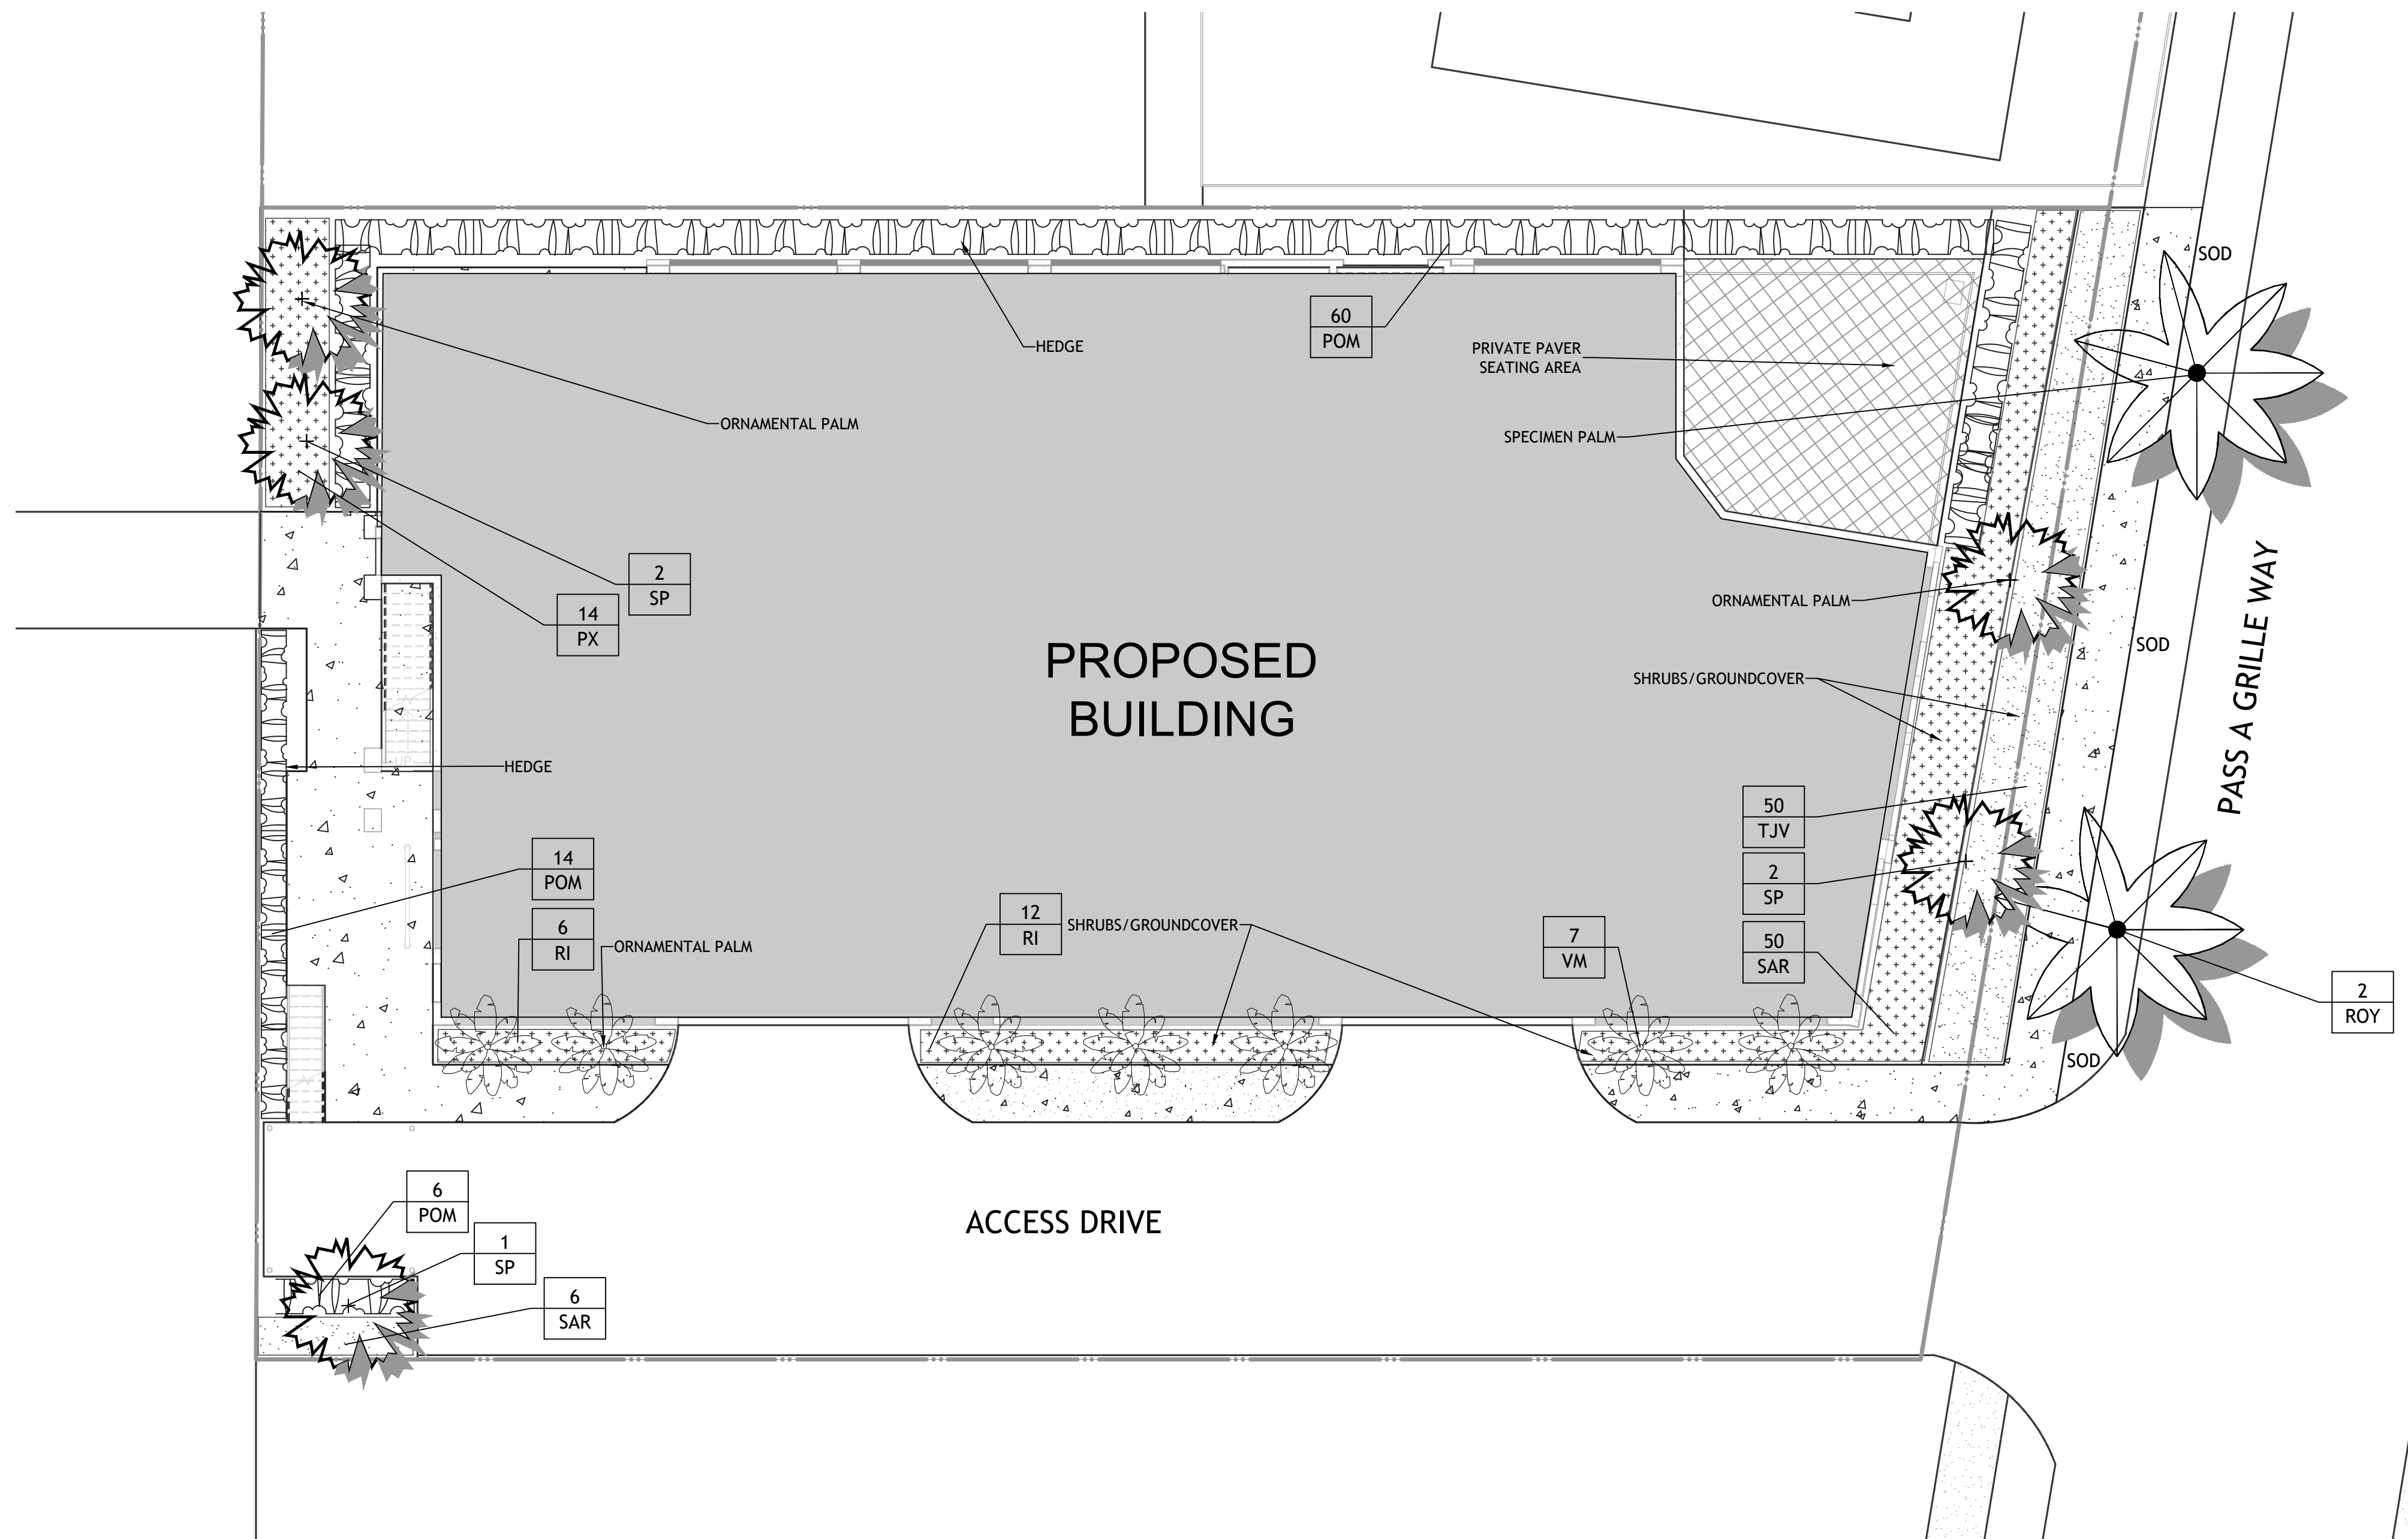 SOD
60
POM
HEDGE
PRIVATE PAVER
SEATING AREA
ORNAMENTAL PALM
SPECIMEN PALM
2
SP
14
PX
ORNAMENTAL PALM
PROPOSED
BUILDING
SOD
SHRUBS/GROUNDCOVER
PASS A GRILLE WAY
UP
HEDGE
50
TJV
14
POM
2
SP
6
RI
ORNAMENTAL PALM
12
RI
SHRUBS/GROUNDCOVER
7
VM
50
SAR
2
ROY
SOD
6
POM
ACCESS DRIVE
1
SP
6
SAR